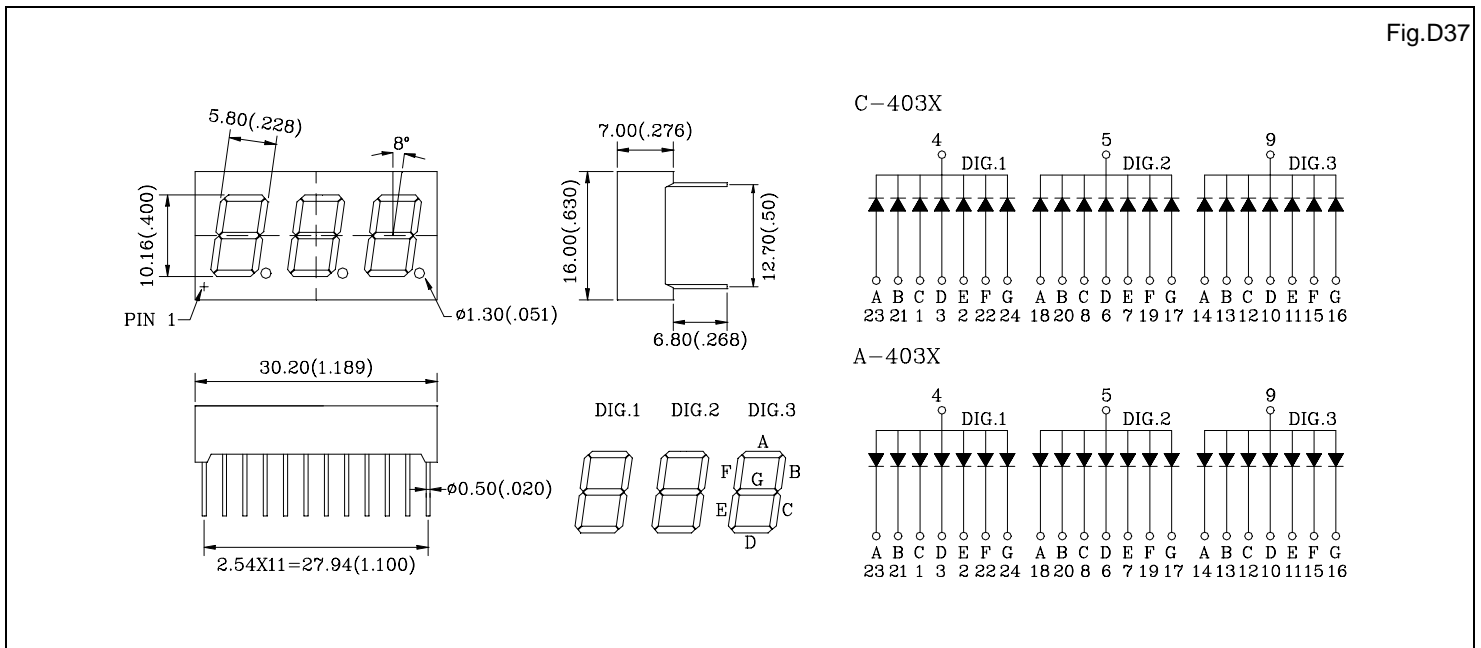 Fig.D37
5.80(.228)
8°
10.16(.400)
PIN 1
ø1.30(.051)
7.00(.276)
16.00(.630)
12.70(.50)
6.80(.268)
30.20(1.189)
ø0.50(.020)
2.54X11=27.94(1.100)
DIG.1 DIG.2 DIG.3
A
F B
G
E C
D
C-403X
4 5 9
DIG.1 DIG.2 DIG.3
A B C D E F G A B C D E F G A B C D E F G
23 21 1 3 2 22 24 18 20 8 6 7 19 17 14 13 12 10 11 15 16
A-403X
4 5 9
DIG.1 DIG.2 DIG.3
A B C D E F G A B C D E F G A B C D E F G
23 21 1 3 2 22 24 18 20 8 6 7 19 17 14 13 12 10 11 15 16